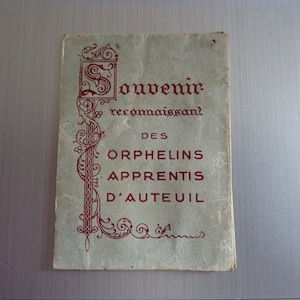 Souvenir
reconnaissant
DES
ORPHELINS
APPRENTIS
D'AUTEUIL